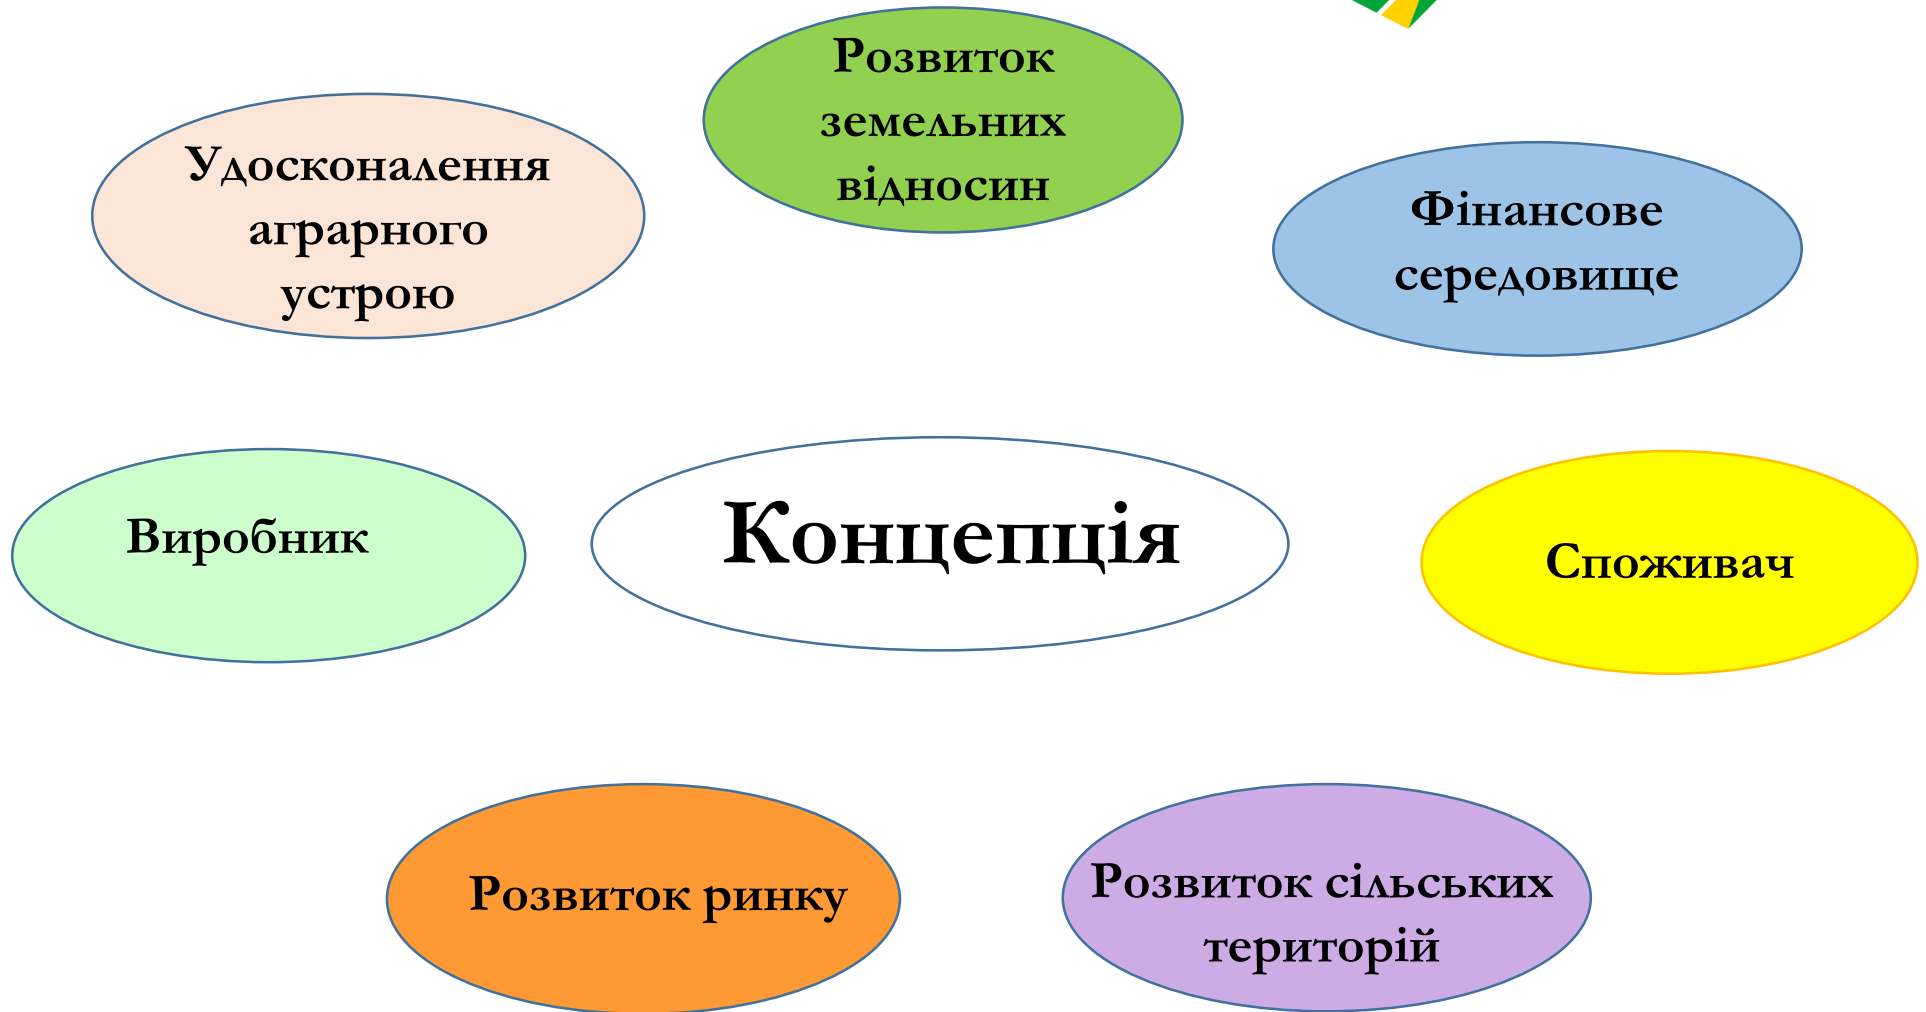 Розвиток
земельних
відносин
Удосконалення
аграрного
устрою
Фінансове
середовище
Виробник
Концепція
Споживач
Розвиток ринку
Розвиток сільських
територій